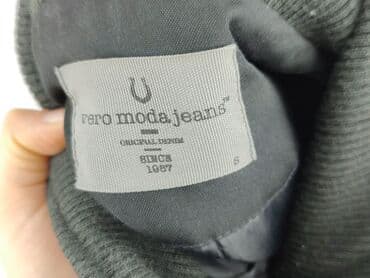 vero moda jeans™
ORIGINAL DENIM
SINCE
1987
S